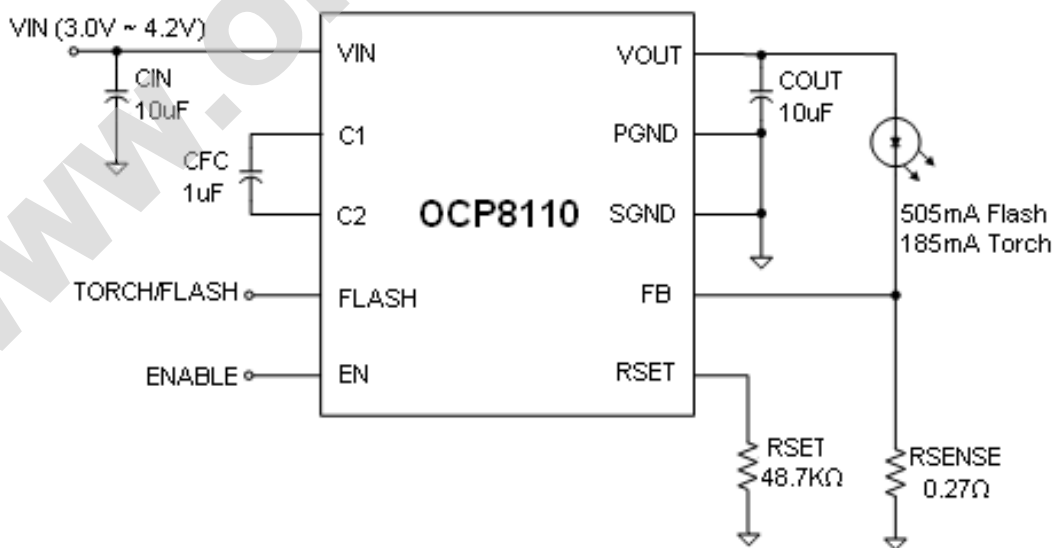 VIN (3.0V ~ 4.2V)
CIN
10uF
CFC
1uF
TORCH/FLASH
ENABLE
VIN
C1
C2
FLASH
EN
OCP8110
VOUT
PGND
SGND
FB
RSET
COUT
10uF
505mA Flash
185mA Torch
RSET
48.7KΩ
RSENSE
0.27Ω
www.o